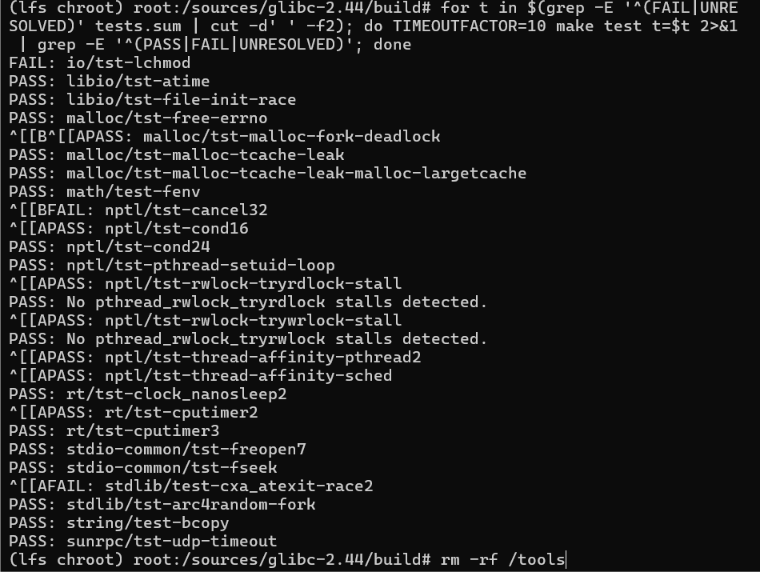 (lfs chroot) root:/sources/glibc-2.44/build# for t in $(grep -E '^(FAIL|UNRE
SOLVED)' tests.sum | cut -d' ' -f2); do TIMEOUTFACTOR=10 make test t=$t 2>&1
 | grep -E '^(PASS|FAIL|UNRESOLVED)'; done
FAIL: io/tst-lchmod
PASS: libio/tst-atime
PASS: libio/tst-file-init-race
PASS: malloc/tst-free-errno
^[[B^[[APASS: malloc/tst-malloc-fork-deadlock
PASS: malloc/tst-malloc-tcache-leak
PASS: malloc/tst-malloc-tcache-leak-malloc-largetcache
PASS: math/test-fenv
^[[BFAIL: nptl/tst-cancel32
^[[APASS: nptl/tst-cond16
PASS: nptl/tst-cond24
PASS: nptl/tst-pthread-setuid-loop
^[[APASS: nptl/tst-rwlock-tryrdlock-stall
PASS: No pthread_rwlock_tryrdlock stalls detected.
^[[APASS: nptl/tst-rwlock-trywrlock-stall
PASS: No pthread_rwlock_tryrwlock stalls detected.
^[[APASS: nptl/tst-thread-affinity-pthread2
^[[APASS: nptl/tst-thread-affinity-sched
PASS: rt/tst-clock_nanosleep2
^[[APASS: rt/tst-cputimer2
PASS: rt/tst-cputimer3
PASS: stdio-common/tst-freopen7
PASS: stdio-common/tst-fseek
^[[AFAIL: stdlib/test-cxa_atexit-race2
PASS: stdlib/tst-arc4random-fork
PASS: string/test-bcopy
PASS: sunrpc/tst-udp-timeout
(lfs chroot) root:/sources/glibc-2.44/build# rm -rf /tools